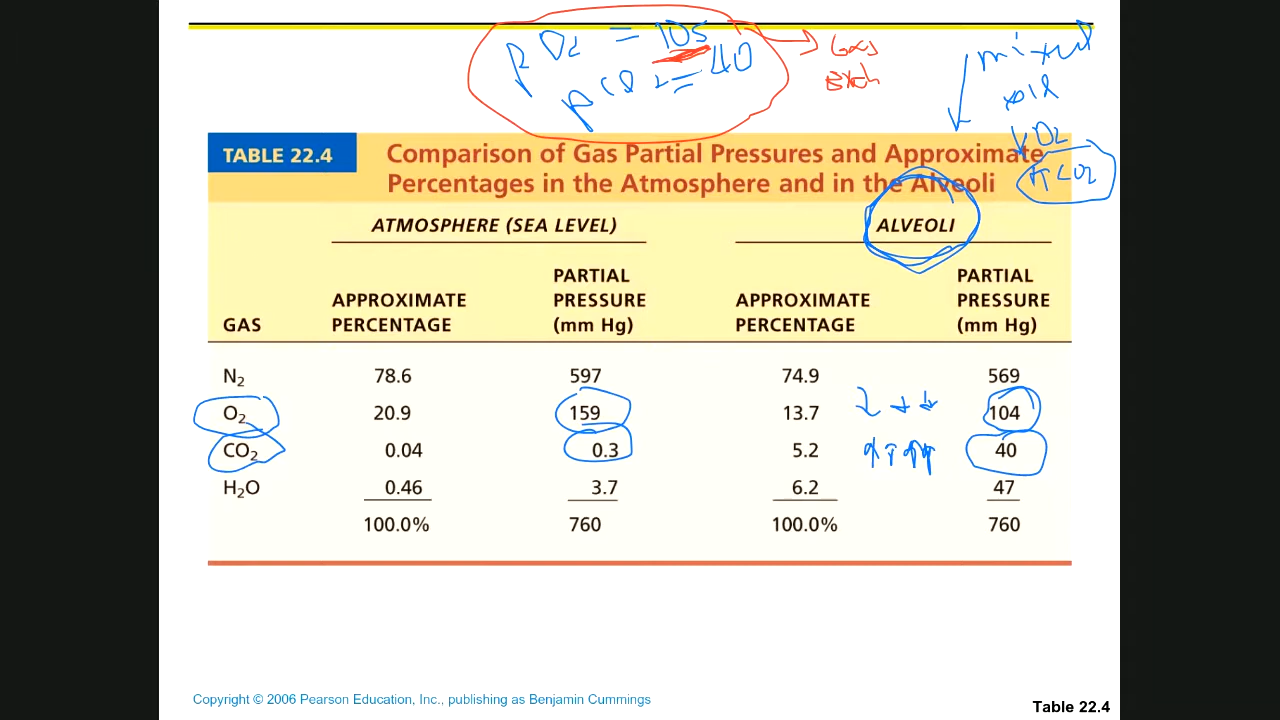 pO2 = 105
pCO2 = 40
Gas
Exch
mixed
air
↓O2
↑CO2
TABLE 22.4
Comparison of Gas Partial Pressures and Approximate
Percentages in the Atmosphere and in the Alveoli
ATMOSPHERE (SEA LEVEL) ALVEOLI
GAS APPROXIMATE PERCENTAGE PARTIAL PRESSURE (mm Hg) APPROXIMATE PERCENTAGE PARTIAL PRESSURE (mm Hg)
N2 78.6 597 74.9 569
O2 20.9 159 13.7 ↓↓↓ 104
CO2 0.04 0.3 5.2 ↑↑↑↑ 40
H2O 0.46 3.7 6.2 47
100.0% 760 100.0% 760
Copyright © 2006 Pearson Education, Inc., publishing as Benjamin Cummings
Table 22.4